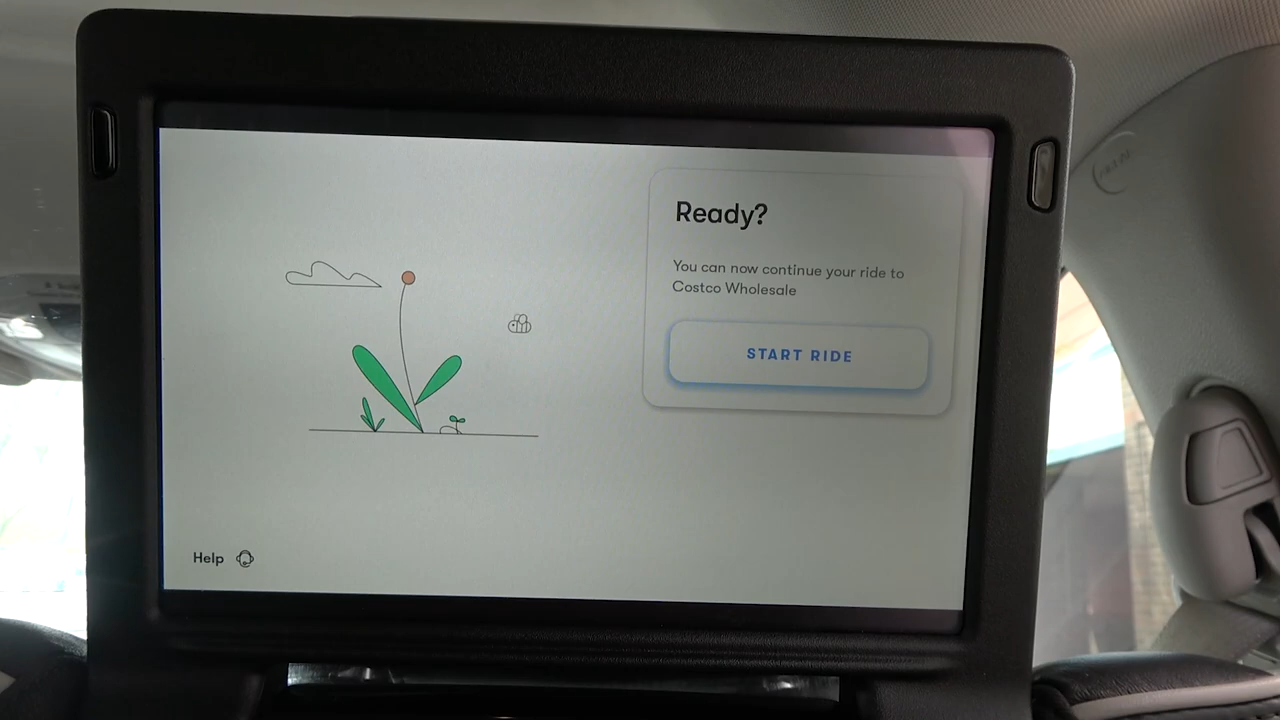 Ready?
You can now continue your ride to
Costco Wholesale
START RIDE
Help